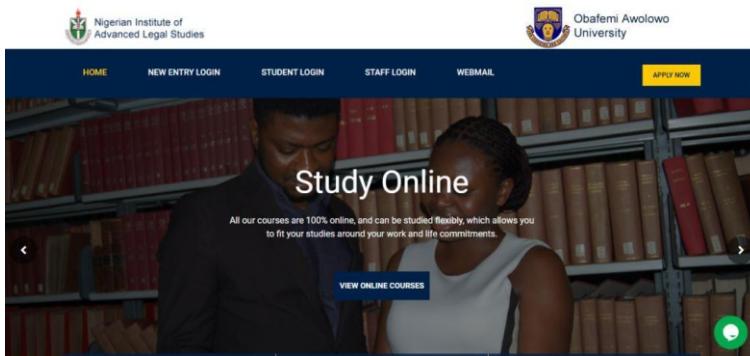 Nigerian Institute of
Advanced Legal Studies
Obafemi Awolowo
University
HOME NEW ENTRY LOGIN STUDENT LOGIN STAFF LOGIN WEBMAIL APPLY NOW
Study Online
All our courses are 100% online, and can be studied flexibly, which allows you
to fit your studies around your work and life commitments.
VIEW ONLINE COURSES